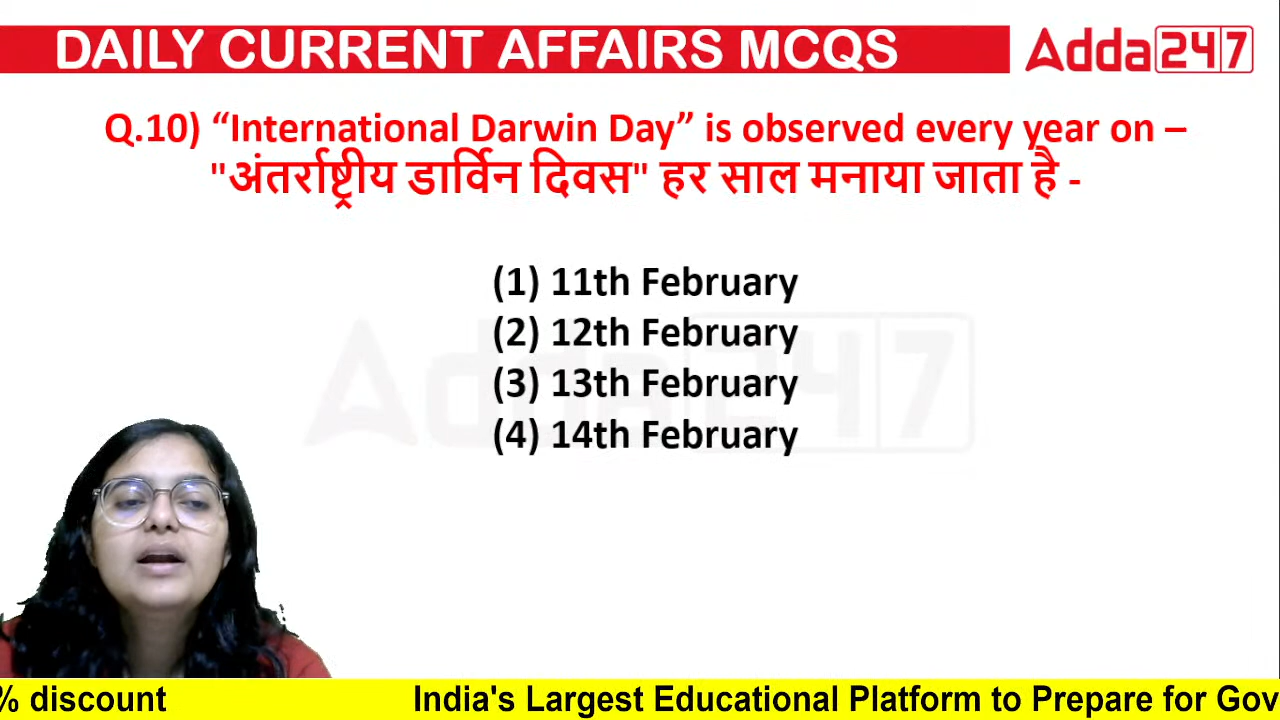 DAILY CURRENT AFFAIRS MCQS
Adda247
Q.10) “International Darwin Day” is observed every year on –
"अंतर्राष्ट्रीय डार्विन दिवस" हर साल मनाया जाता है -
(1) 11th February
(2) 12th February
(3) 13th February
(4) 14th February
Adda247
% discount India's Largest Educational Platform to Prepare for Gov